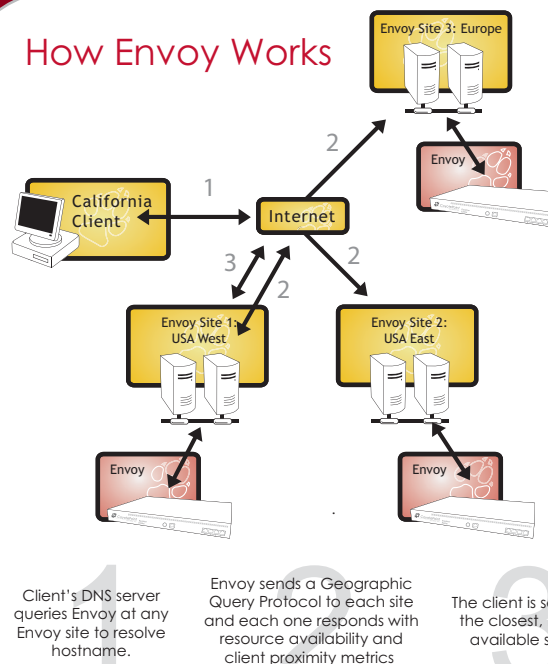 How Envoy Works
Envoy Site 3: Europe
Envoy
2
1
California
Client
Internet
3
2
2
Envoy Site 1:
USA West
Envoy Site 2:
USA East
Envoy
Envoy
1
Client's DNS server
queries Envoy at any
Envoy site to resolve
hostname.
2
Envoy sends a Geographic
Query Protocol to each site
and each one responds with
resource availability and
client proximity metrics
3
The client is
the closest,
available